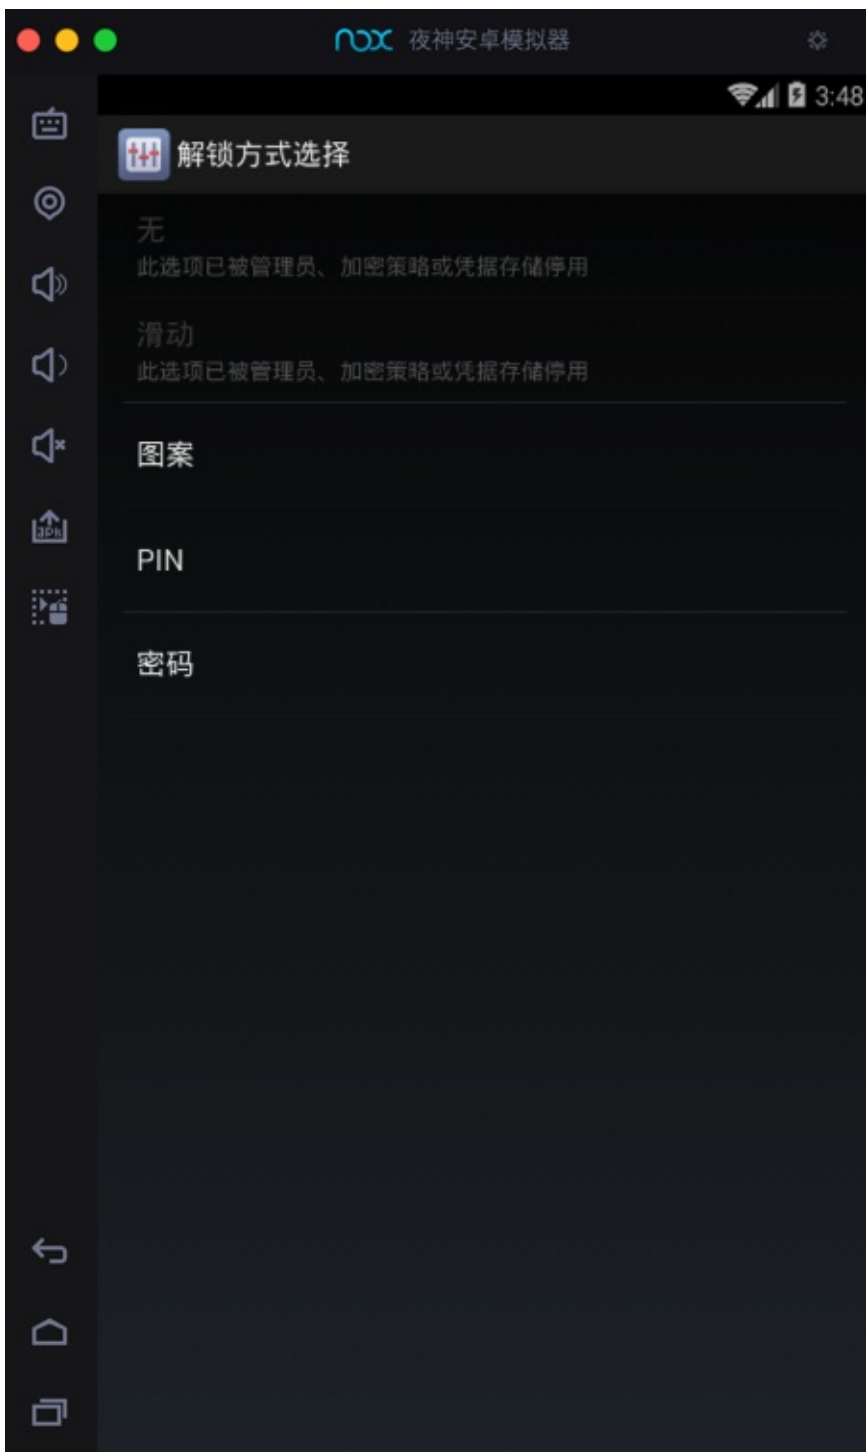 nox 夜神安卓模拟器
3:48
解锁方式选择
无
此选项已被管理员、加密策略或凭据存储停用
滑动
此选项已被管理员、加密策略或凭据存储停用
图案
apk
PIN
密码